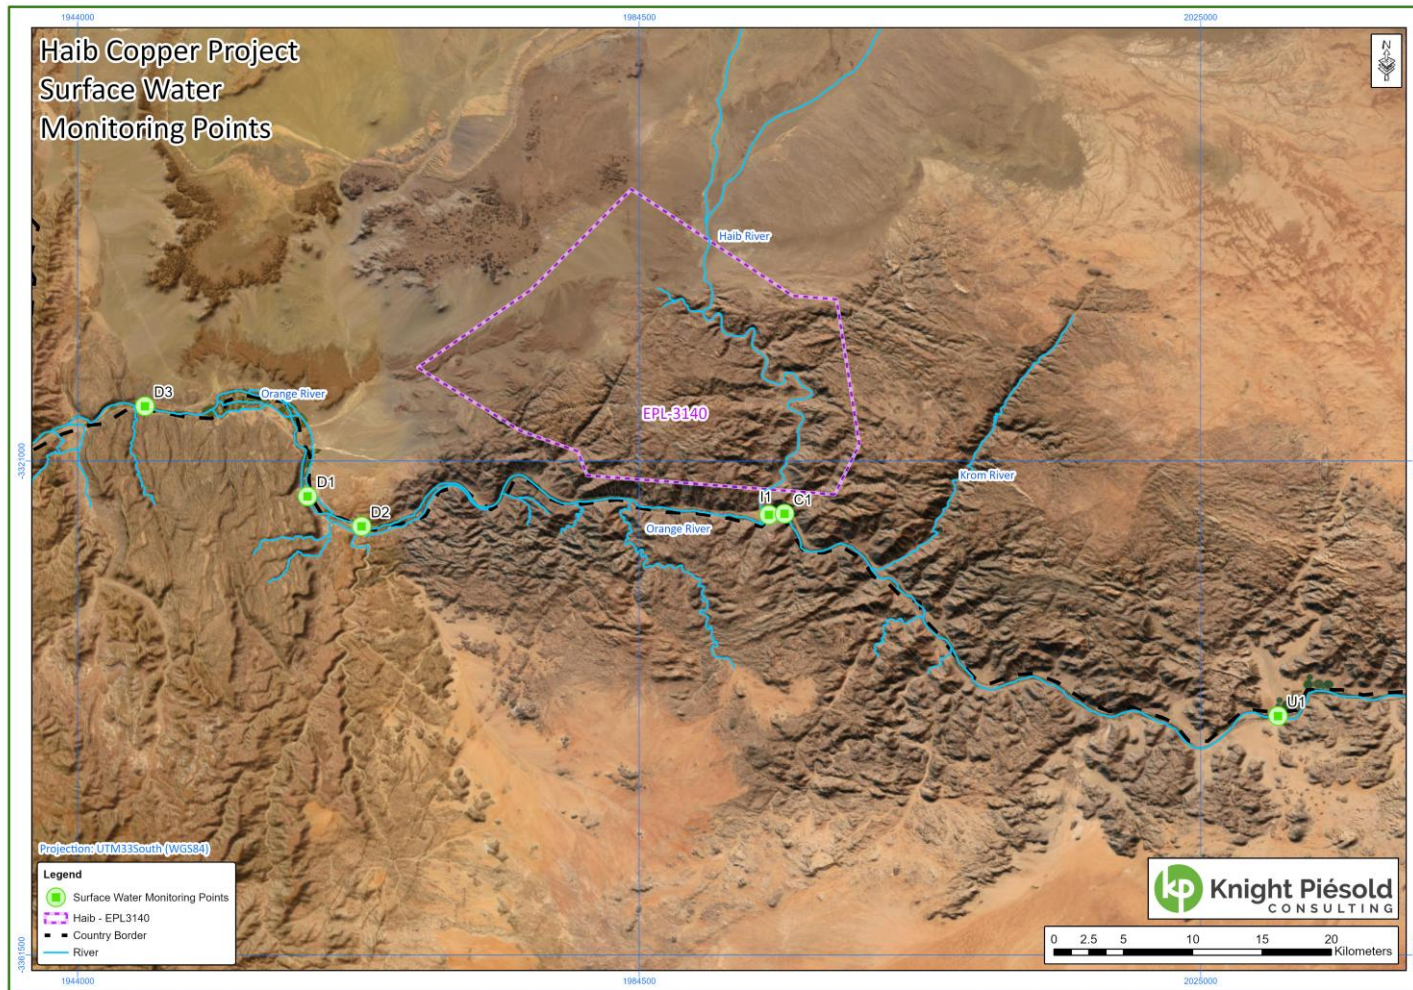 1944000
1984500
2025000
Haib Copper Project
Surface Water
Monitoring Points
N
Haib River
D3
Orange River
EPL-3140
-3321000
Krom River
D1
I1
C1
D2
Orange River
U1
Projection: UTM33South (WGS84)
Legend
Surface Water Monitoring Points
Haib - EPL3140
Country Border
River
kp Knight Piésold
CONSULTING
0 2.5 5 10 15 20
Kilometers
-3361500
1944000
1984500
2025000